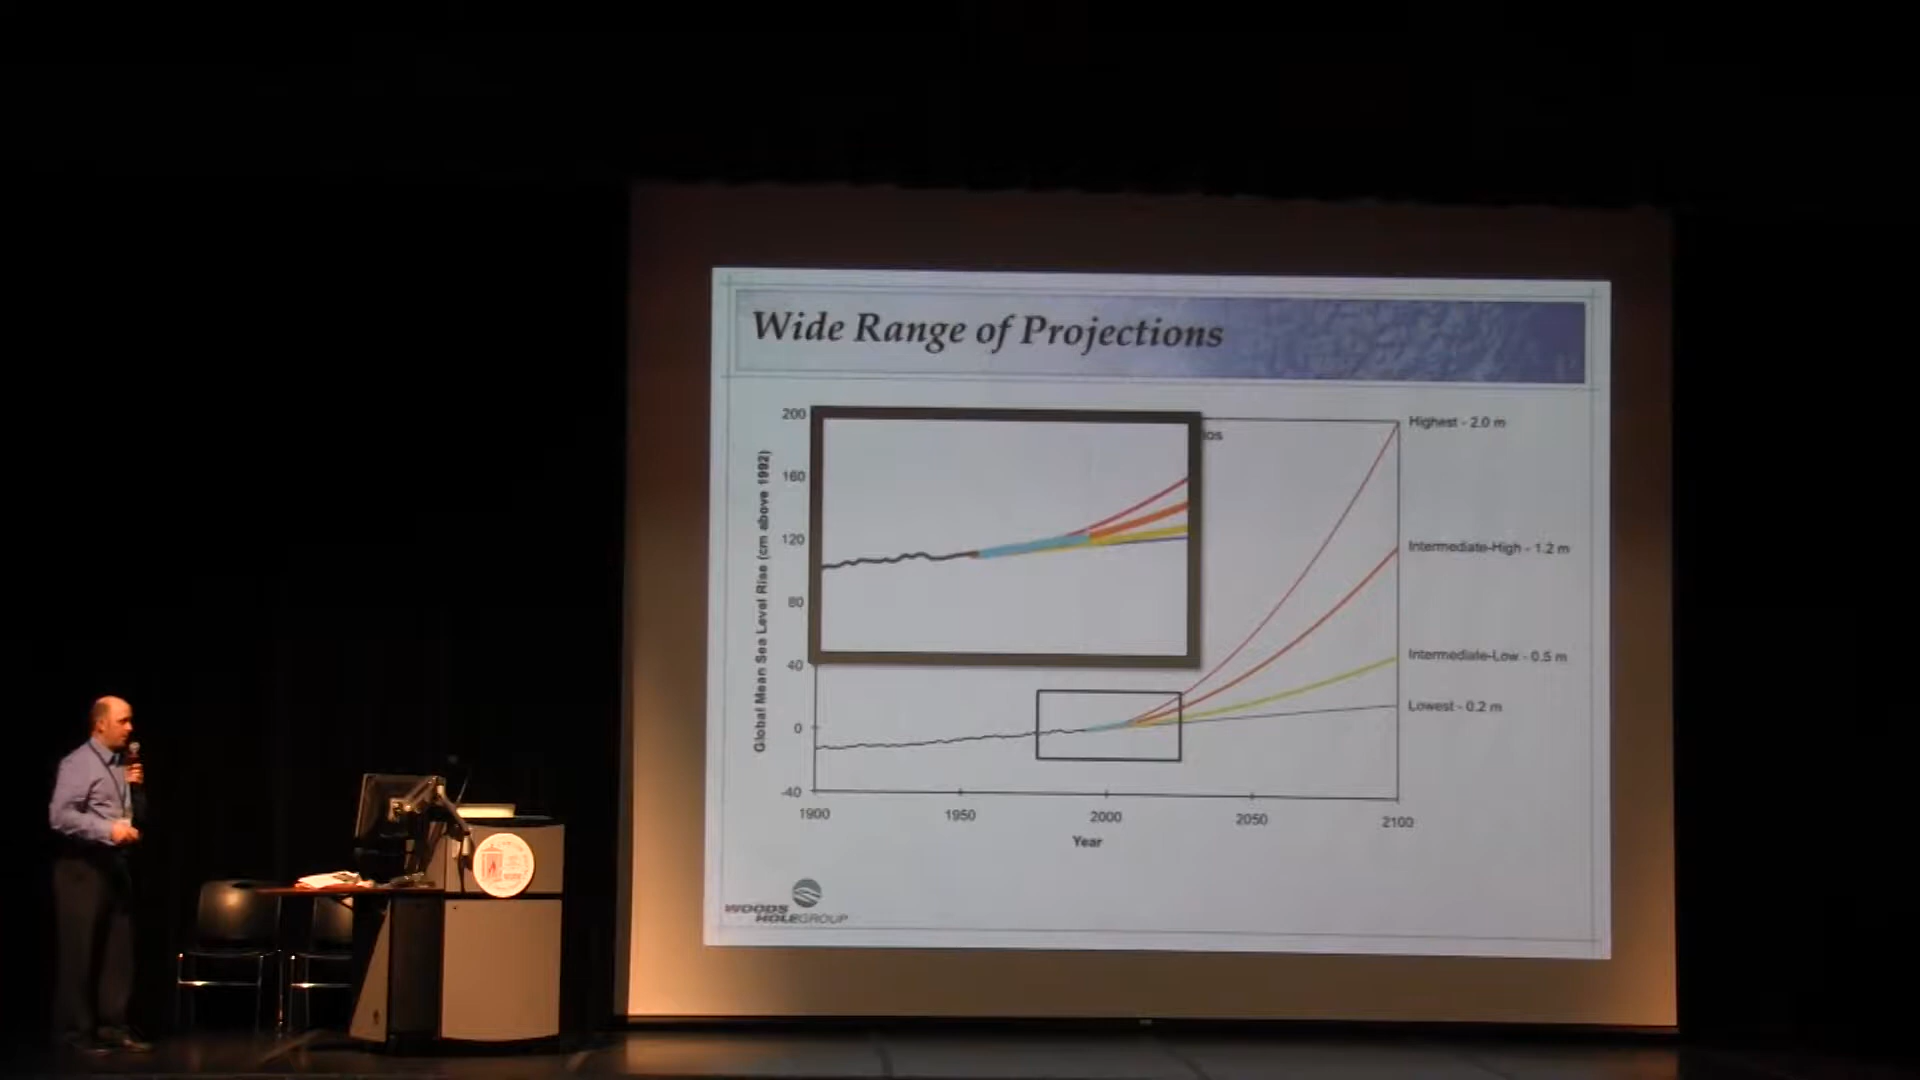 Wide Range of Projections
Global Mean Sea Level Rise (cm above 1992)
200
160
120
80
40
0
-40
ios
Highest - 2.0 m
Intermediate-High - 1.2 m
Intermediate-Low - 0.5 m
Lowest - 0.2 m
1900 1950 2000 2050 2100
Year
WOODS
HOLE GROUP